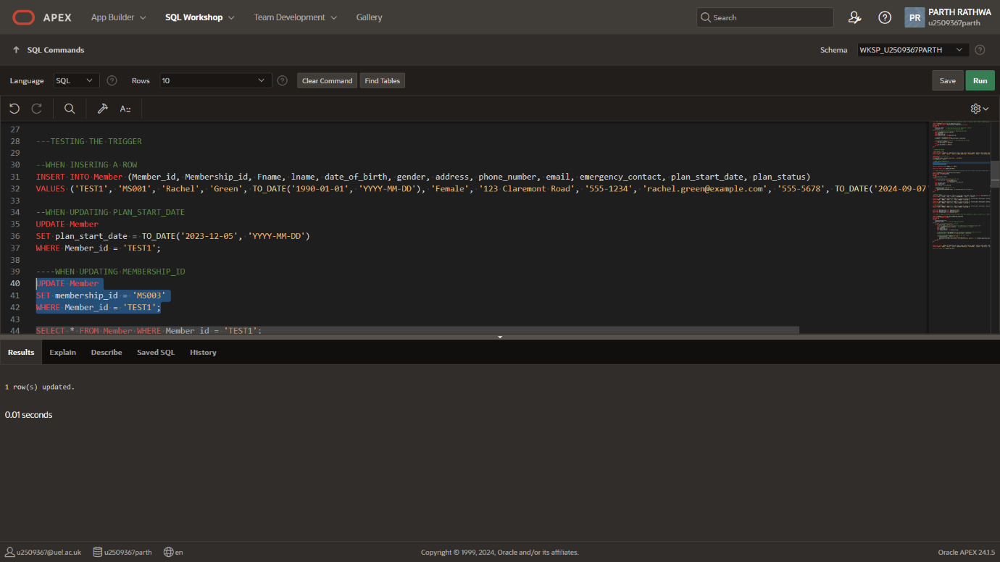 APEX App Builder SQL Workshop Team Development Gallery Search PR PARTH RATHWA
u2509367parth
SQL Commands Schema WKSP_U2509367PARTH
Language SQL Rows 10 Clear Command Find Tables Save Run
27
28 ---TESTING THE TRIGGER
29
30 --WHEN INSERING A ROW
31 INSERT INTO Member (Member_id, Membership_id, Fname, lname, date_of_birth, gender, address, phone_number, email, emergency_contact, plan_start_date, plan_status)
32 VALUES ('TEST1', 'MS001', 'Rachel', 'Green', TO_DATE('1990-01-01', 'YYYY-MM-DD'), 'Female', '123 Claremont Road', '555-1234', 'rachel.green@example.com', '555-5678', TO_DATE('2024-09-07'
33
34 --WHEN UPDATING PLAN_START_DATE
35 UPDATE Member
36 SET plan_start_date = TO_DATE('2023-12-05', 'YYYY-MM-DD')
37 WHERE Member_id = 'TEST1';
38
39 ----WHEN UPDATING MEMBERSHIP_ID
40 UPDATE Member
41 SET membership_id = 'MS003'
42 WHERE Member_id = 'TEST1';
43
44 SELECT * FROM Member WHERE Member_id = 'TEST1';
Results Explain Describe Saved SQL History
1 row(s) updated.
0.01 seconds
u2509367@uel.ac.uk u2509367parth en Copyright © 1999, 2024, Oracle and/or its affiliates. Oracle APEX 24.1.5